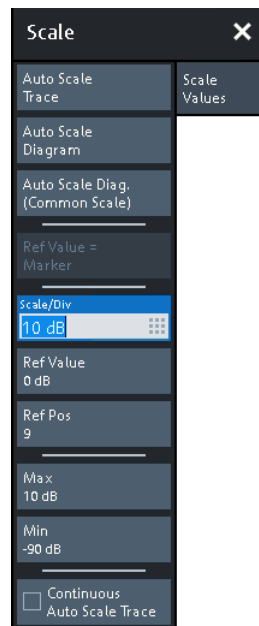 Scale
Auto Scale
Trace
Scale
Values
Auto Scale
Diagram
Auto Scale Diag.
(Common Scale)
Ref Value =
Marker
Scale/Div
10 dB
Ref Value
0 dB
Ref Pos
9
Max
10 dB
Min
-90 dB
Continuous
Auto Scale Trace